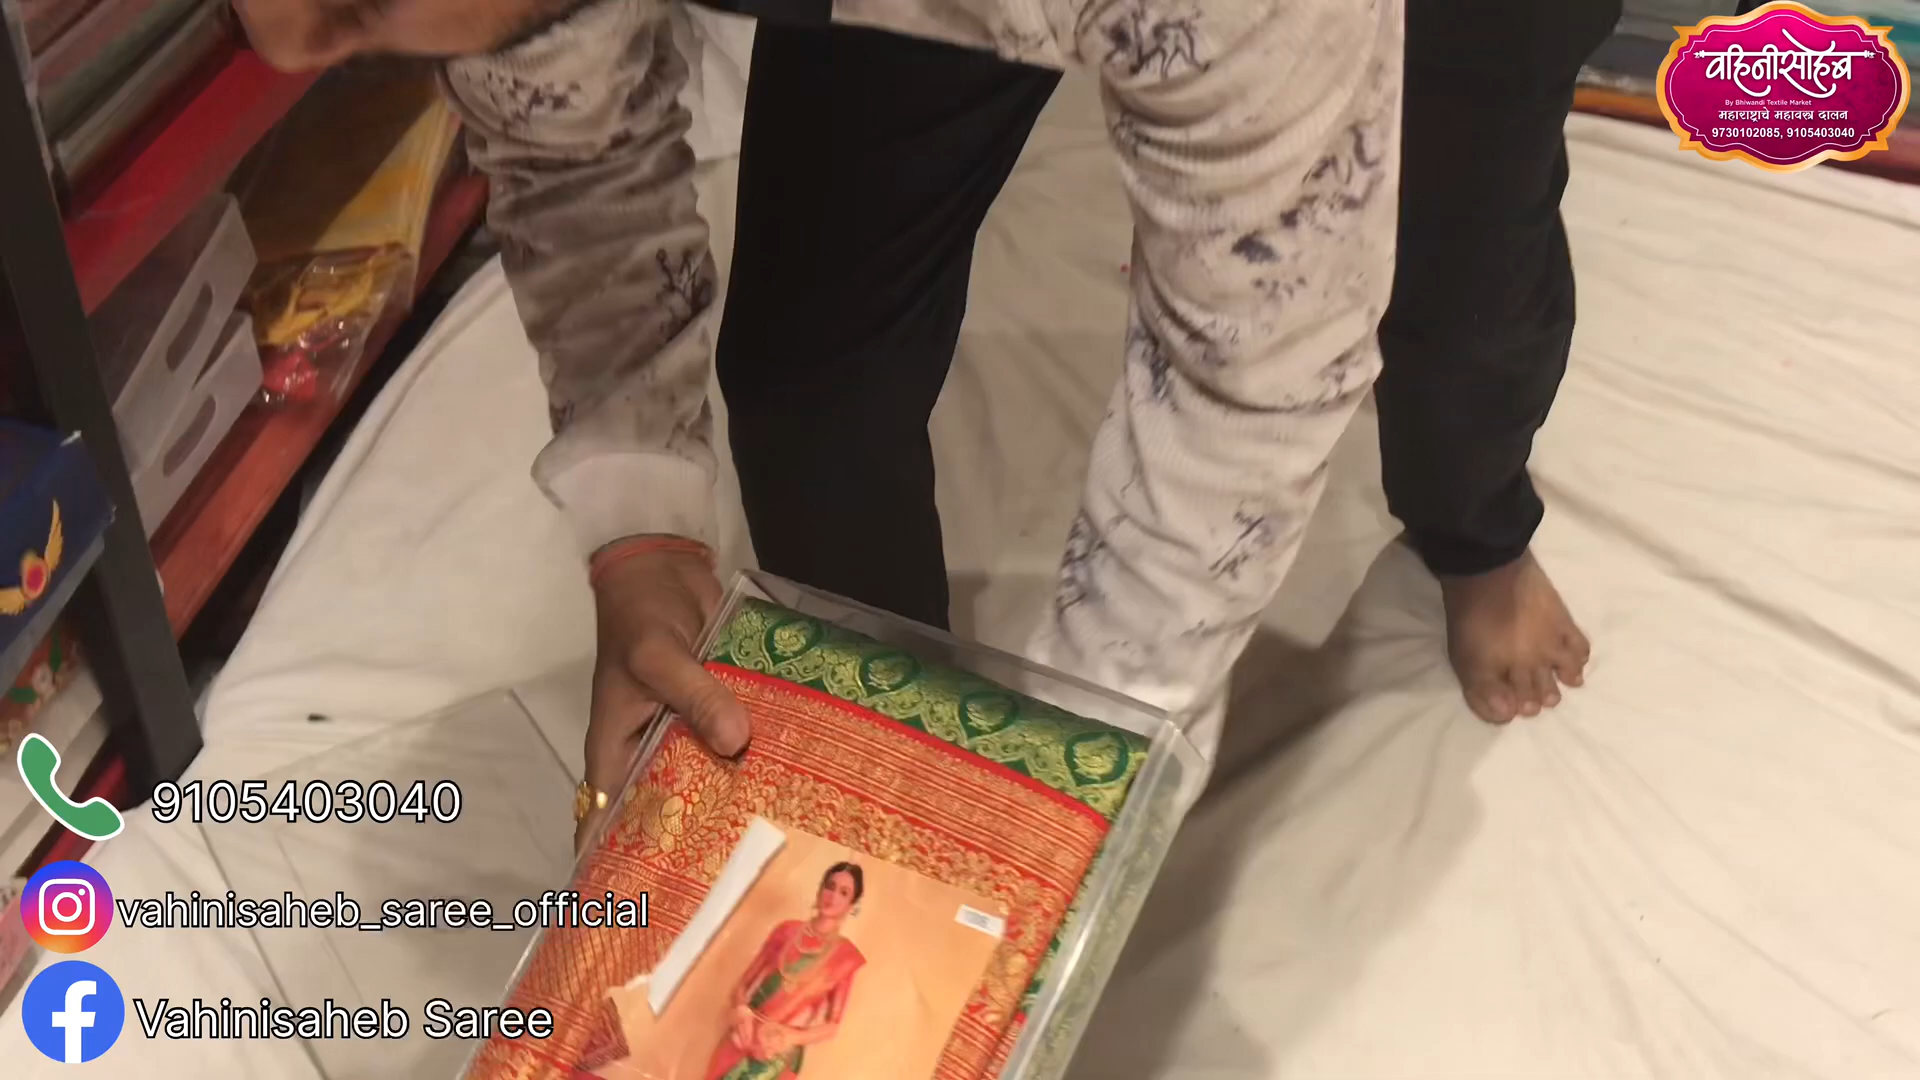 वहिनीसाहेब
By Bhiwandi Textile Market
महाराष्ट्राचे महावस्त्र दालन
9730102085, 9105403040
9105403040
vahinisaheb_saree_official
Vahinisaheb Saree